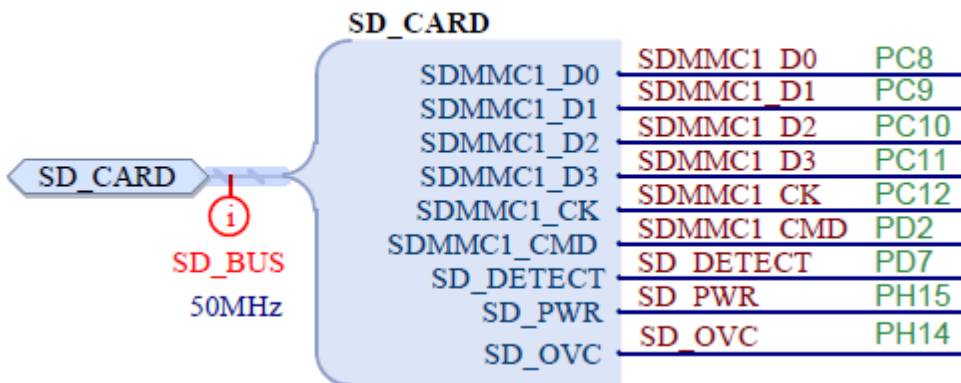 SD_CARD
SDMMC1_D0 SDMMC1_D0 PC8
SDMMC1_D1 SDMMC1_D1 PC9
SDMMC1_D2 SDMMC1_D2 PC10
SDMMC1_D3 SDMMC1_D3 PC11
SD_CARD
SDMMC1_CK SDMMC1_CK PC12
i
SDMMC1_CMD SDMMC1_CMD PD2
SD_BUS
SD_DETECT SD_DETECT PD7
50MHz
SD_PWR SD_PWR PH15
SD_OVC SD_OVC PH14